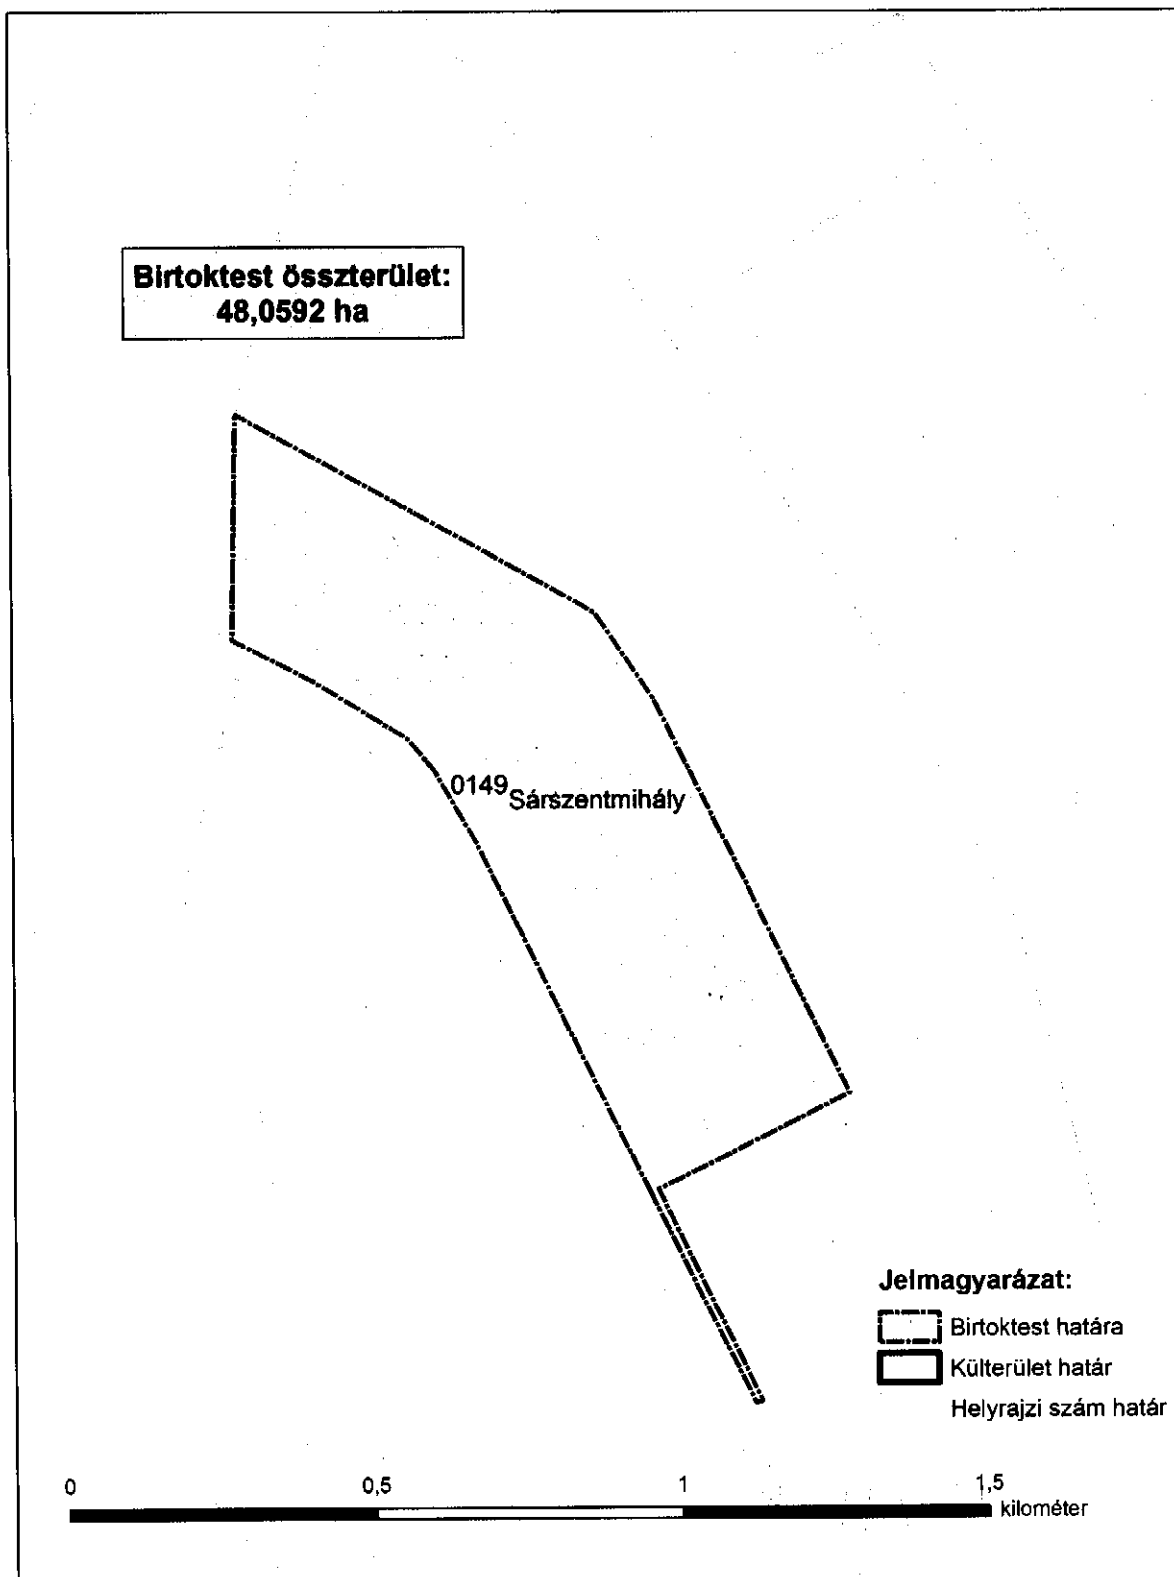 Birtoktest összterület:
48,0592 ha
0149
Sárszentmihály
Jelmagyarázat:
Birtoktest határa
Külterület határ
Helyrajzi szám határ
0 0,5 1 1,5
kilométer